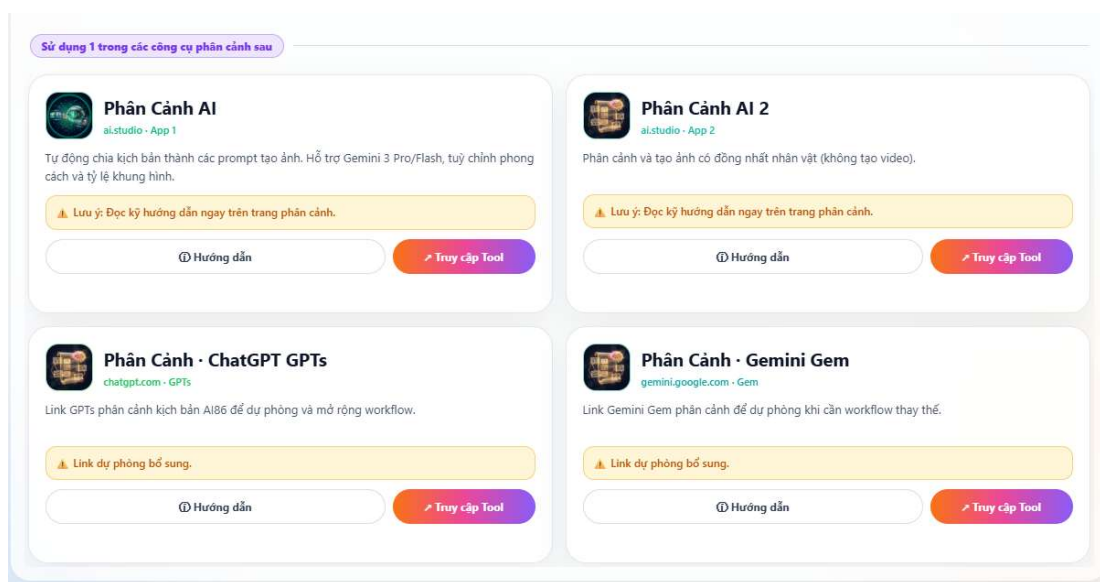 Sử dụng 1 trong các công cụ phân cảnh sau
Phân Cảnh AI
ai.studio · App 1
Tự động chia kịch bản thành các prompt tạo ảnh. Hỗ trợ Gemini 3 Pro/Flash, tuỳ chỉnh phong
cách và tỷ lệ khung hình.
⚠ Lưu ý: Đọc kỹ hướng dẫn ngay trên trang phân cảnh.
ⓘ Hướng dẫn
↗ Truy cập Tool
Phân Cảnh AI 2
ai.studio · App 2
Phân cảnh và tạo ảnh có đồng nhất nhân vật (không tạo video).
⚠ Lưu ý: Đọc kỹ hướng dẫn ngay trên trang phân cảnh.
ⓘ Hướng dẫn
↗ Truy cập Tool
Phân Cảnh · ChatGPT GPTs
chatgpt.com · GPTs
Link GPTs phân cảnh kịch bản AI86 để dự phòng và mở rộng workflow.
⚠ Link dự phòng bổ sung.
ⓘ Hướng dẫn
↗ Truy cập Tool
Phân Cảnh · Gemini Gem
gemini.google.com · Gem
Link Gemini Gem phân cảnh để dự phòng khi cần workflow thay thế.
⚠ Link dự phòng bổ sung.
ⓘ Hướng dẫn
↗ Truy cập Tool